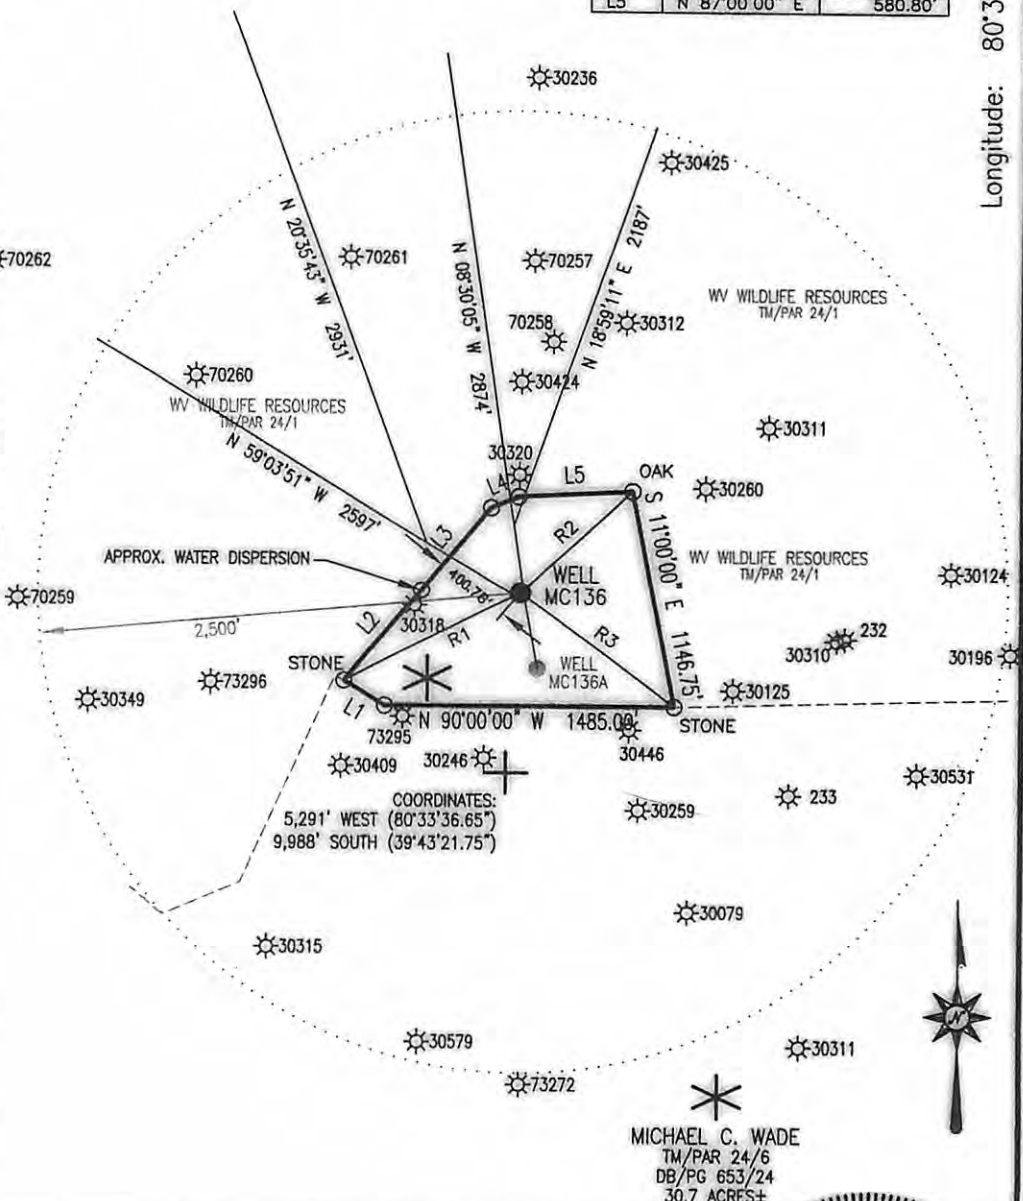 L5 N 87°00'00" E 580.80'
Longitude: 80°3
30236
30425
N 20°35'43" W 2931'
N 08°30'05" W 2874'
N 18°59'11" E 2187'
70262
70261
70257
WV WILDLIFE RESOURCES
TM/PAR 24/1
70258
30312
70260
30424
WV WILDLIFE RESOURCES
TM/PAR 24/1
N 59°03'51" W 2597'
30311
30320
L4
L5
OAK
30260
S 11°00'00" E 1146.75'
L3
R2
APPROX. WATER DISPERSION
WV WILDLIFE RESOURCES
TM/PAR 24/1
400.78'
WELL
MC136
30124
70259
2,500'
L2
30318
R1
R3
232
30310
30196
STONE
WELL
MC136A
73296
30349
30125
L1
N 90°00'00" W 1485.00'
STONE
73295
30446
30409
30246
30531
COORDINATES:
5,291' WEST (80°33'36.65")
9,988' SOUTH (39°43'21.75")
30259
233
30079
30315
N
30579
30311
73272
MICHAEL C. WADE
TM/PAR 24/6
DB/PG 653/24
30.7 ACRES±